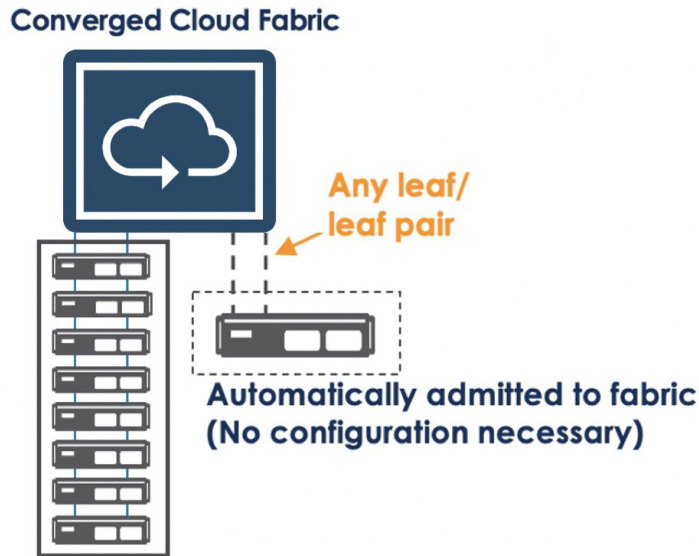 Converged Cloud Fabric
Any leaf/
leaf pair
Automatically admitted to fabric
(No configuration necessary)